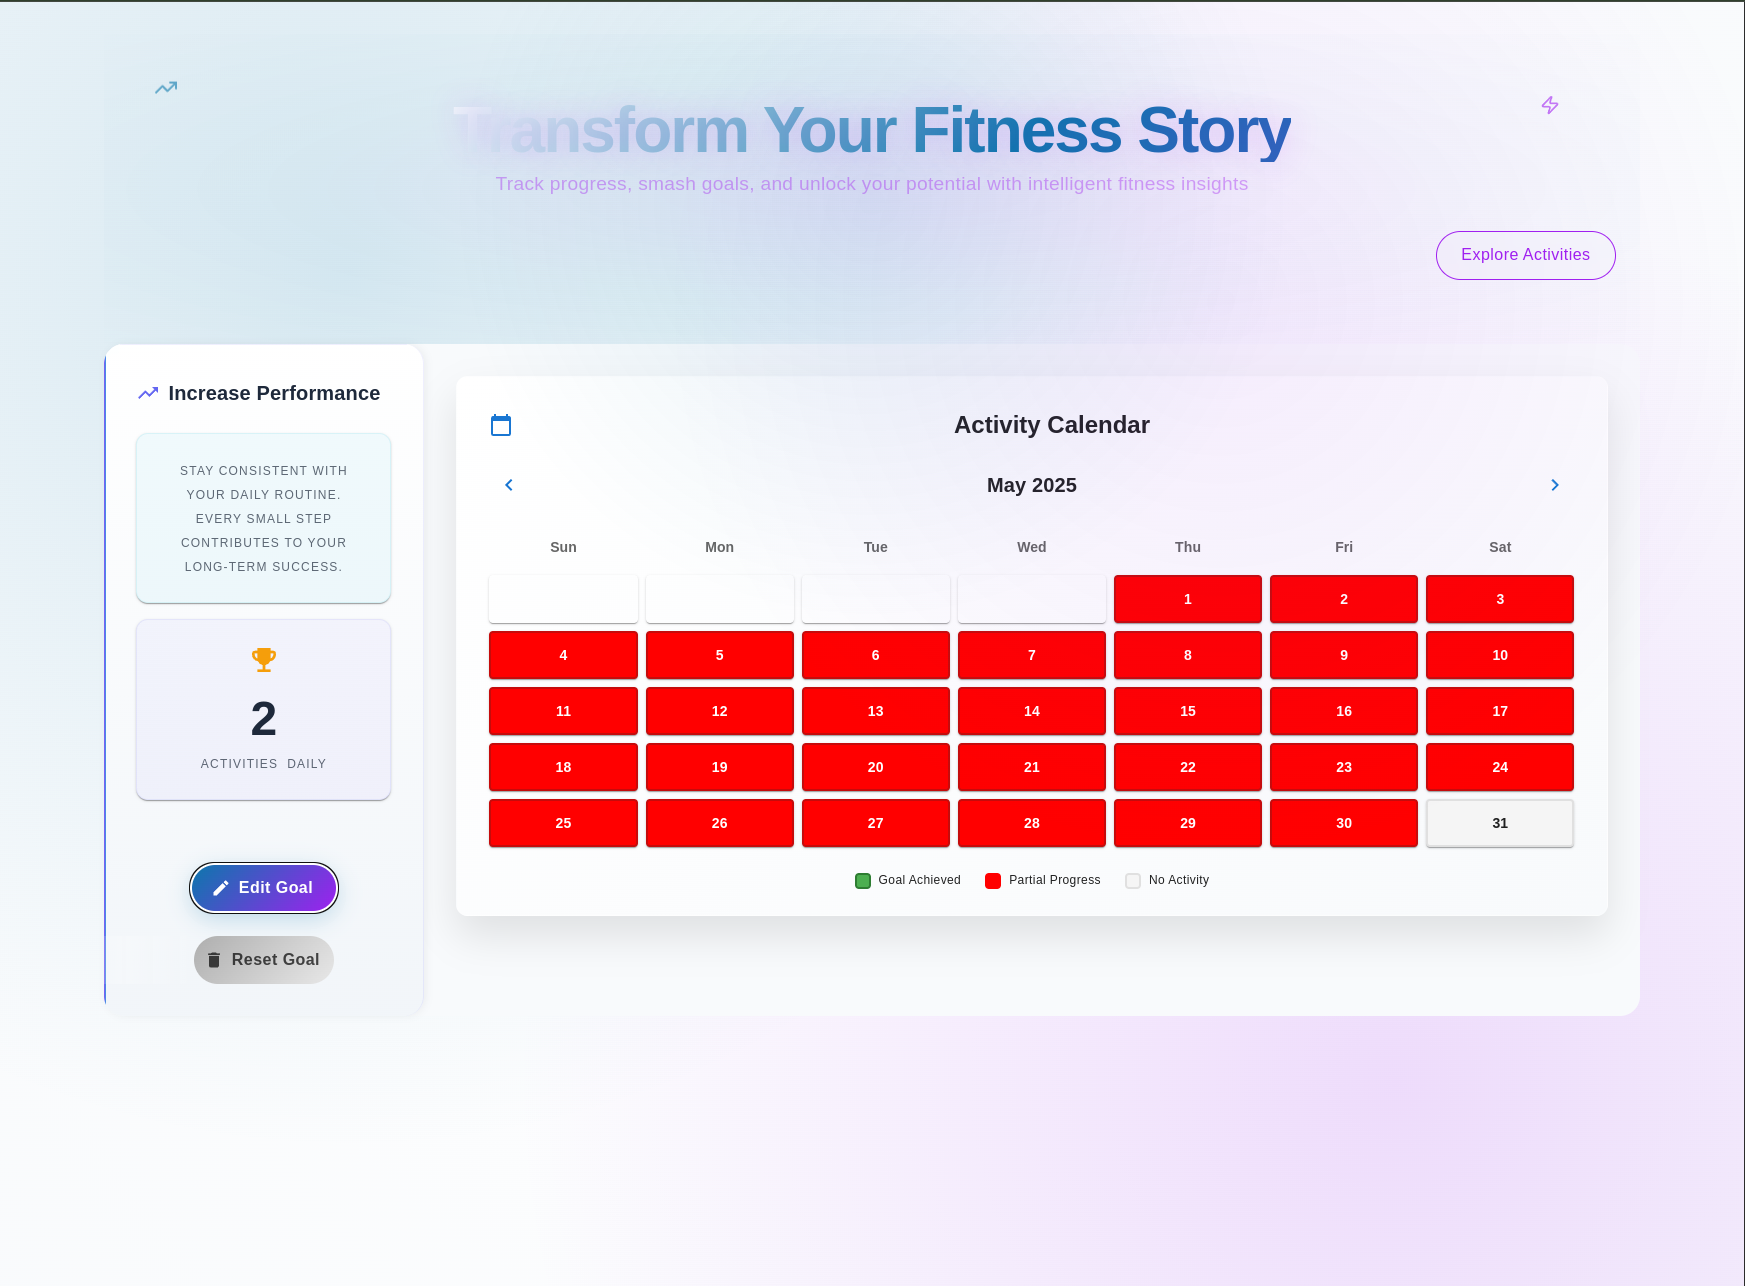 Transform Your Fitness Story
Track progress, smash goals, and unlock your potential with intelligent fitness insights
Explore Activities
Increase Performance
STAY CONSISTENT WITH
YOUR DAILY ROUTINE.
EVERY SMALL STEP
CONTRIBUTES TO YOUR
LONG-TERM SUCCESS.
2
ACTIVITIES DAILY
Edit Goal
Reset Goal
Activity Calendar
May 2025
Sun Mon Tue Wed Thu Fri Sat
1 2 3
4 5 6 7 8 9 10
11 12 13 14 15 16 17
18 19 20 21 22 23 24
25 26 27 28 29 30 31
Goal Achieved Partial Progress No Activity